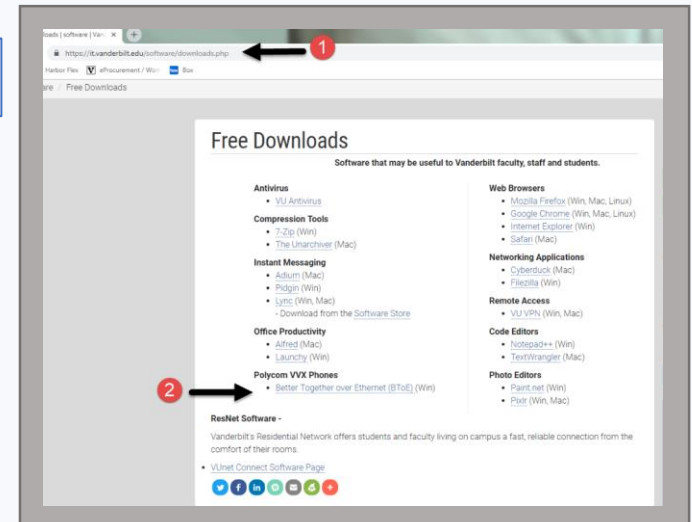 loads | software | Van
https://it.vanderbilt.edu/software/downloads.php
1
Harbor Flex
eProcurement / Wor
Box
are / Free Downloads
Free Downloads
Software that may be useful to Vanderbilt faculty, staff and students.
Antivirus
• VU Antivirus
Compression Tools
• 7-Zip (Win)
• The Unarchiver (Mac)
Instant Messaging
• Adium (Mac)
• Pidgin (Win)
• Lync (Win, Mac)
- Download from the Software Store
Office Productivity
• Alfred (Mac)
• Launchy (Win)
Polycom VVX Phones
2
• Better Together over Ethernet (BToE) (Win)
Web Browsers
• Mozilla Firefox (Win, Mac, Linux)
• Google Chrome (Win, Mac, Linux)
• Internet Explorer (Win)
• Safari (Mac)
Networking Applications
• Cyberduck (Mac)
• Filezilla (Win)
Remote Access
• VU VPN (Win, Mac)
Code Editors
• Notepad++ (Win)
• TextWrangler (Mac)
Photo Editors
• Paint.net (Win)
• Pixlr (Win, Mac)
ResNet Software -
Vanderbilt's Residential Network offers students and faculty living on campus a fast, reliable connection from the
comfort of their rooms.
• VUnet Connect Software Page